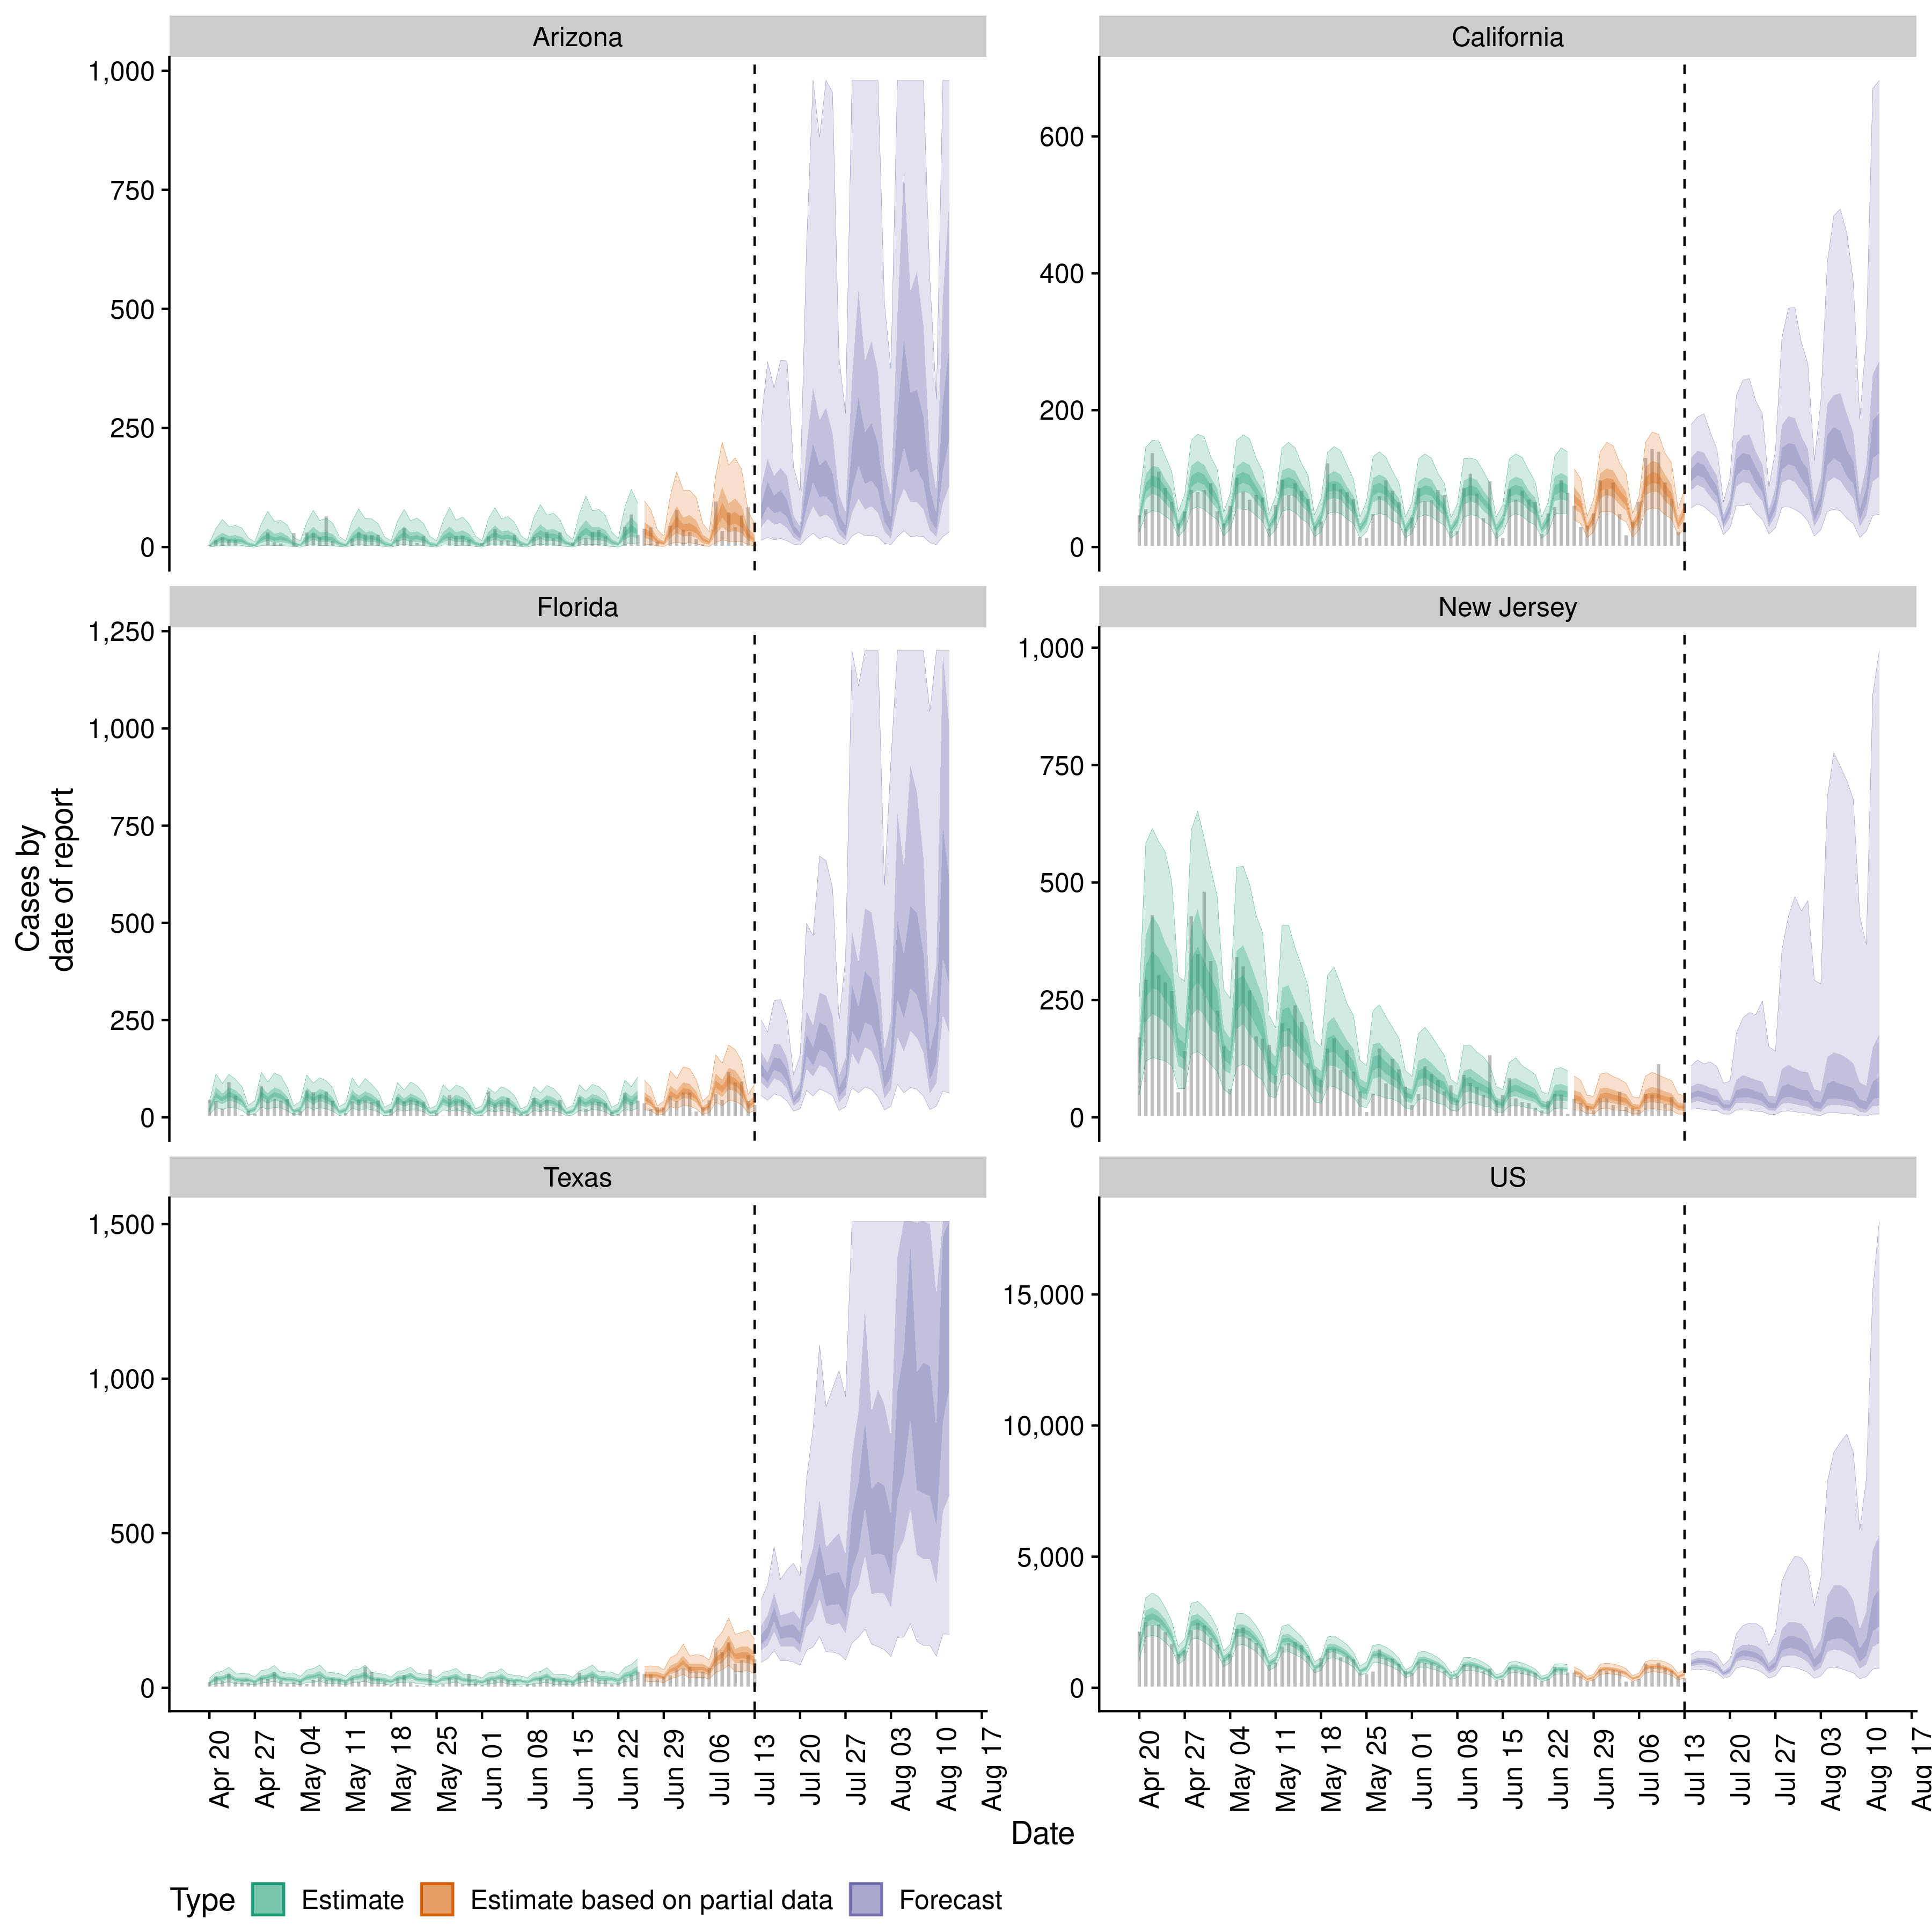 Arizona
California
1,000
750
500
250
0
600
400
200
0
Florida
New Jersey
1,250
1,000
750
500
250
0
1,000
750
500
250
0
Cases by
date of report
Texas
US
1,500
1,000
500
0
15,000
10,000
5,000
0
Apr 20
Apr 27
May 04
May 11
May 18
May 25
Jun 01
Jun 08
Jun 15
Jun 22
Jun 29
Jul 06
Jul 13
Jul 20
Jul 27
Aug 03
Aug 10
Aug 17
Apr 20
Apr 27
May 04
May 11
May 18
May 25
Jun 01
Jun 08
Jun 15
Jun 22
Jun 29
Jul 06
Jul 13
Jul 20
Jul 27
Aug 03
Aug 10
Aug 17
Date
Type Estimate Estimate based on partial data Forecast